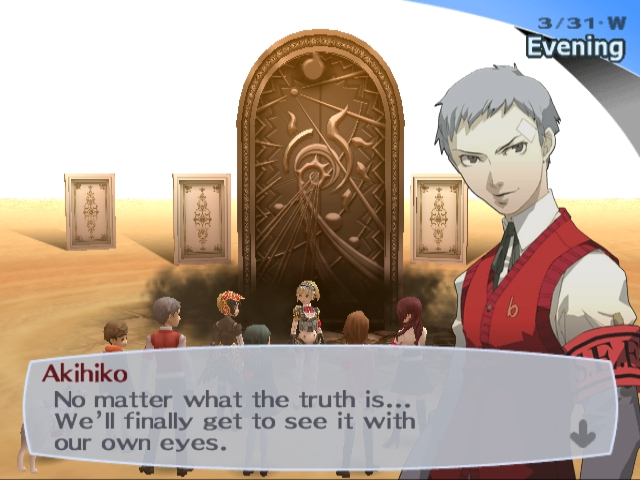 3/31·W
Evening
Akihiko
No matter what the truth is...
We'll finally get to see it with
our own eyes.
S.E.E